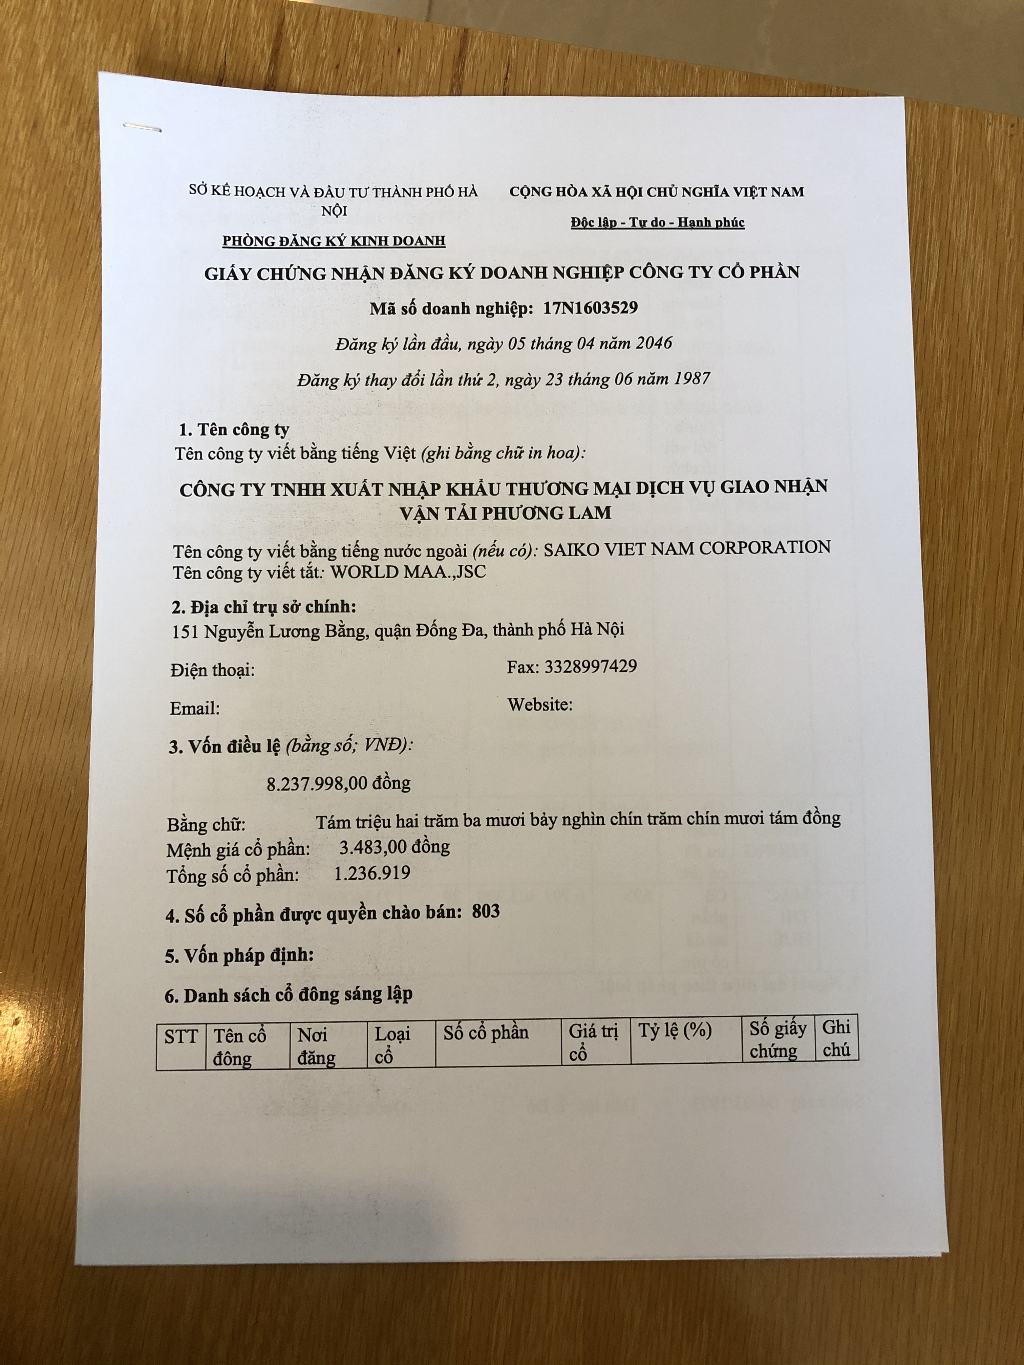 SỞ KẾ HOẠCH VÀ ĐẦU TƯ THÀNH PHỐ HÀ
NỘI
PHÒNG ĐĂNG KÝ KINH DOANH
CỘNG HÒA XÃ HỘI CHỦ NGHĨA VIỆT NAM
Độc lập - Tự do - Hạnh phúc
GIẤY CHỨNG NHẬN ĐĂNG KÝ DOANH NGHIỆP CÔNG TY CỔ PHẦN
Mã số doanh nghiệp: 17N1603529
Đăng ký lần đầu, ngày 05 tháng 04 năm 2046
Đăng ký thay đổi lần thứ 2, ngày 23 tháng 06 năm 1987
1. Tên công ty
Tên công ty viết bằng tiếng Việt (ghi bằng chữ in hoa):
CÔNG TY TNHH XUẤT NHẬP KHẨU THƯƠNG MẠI DỊCH VỤ GIAO NHẬN
VẬN TẢI PHƯƠNG LAM
Tên công ty viết bằng tiếng nước ngoài (nếu có): SAIKO VIET NAM CORPORATION
Tên công ty viết tắt: WORLD MAA.,JSC
2. Địa chỉ trụ sở chính:
151 Nguyễn Lương Bằng, quận Đống Đa, thành phố Hà Nội
Điện thoại: Fax: 3328997429
Email: Website:
3. Vốn điều lệ (bằng số; VNĐ):
8.237.998,00 đồng
Bằng chữ: Tám triệu hai trăm ba mươi bảy nghìn chín trăm chín mươi tám đồng
Mệnh giá cổ phần: 3.483,00 đồng
Tổng số cổ phần: 1.236.919
4. Số cổ phần được quyền chào bán: 803
5. Vốn pháp định:
6. Danh sách cổ đông sáng lập
STT Tên cổ Nơi Loại Số cổ phần Giá trị Tỷ lệ (%) Số giấy Ghi
đông đăng cổ cổ chứng chú